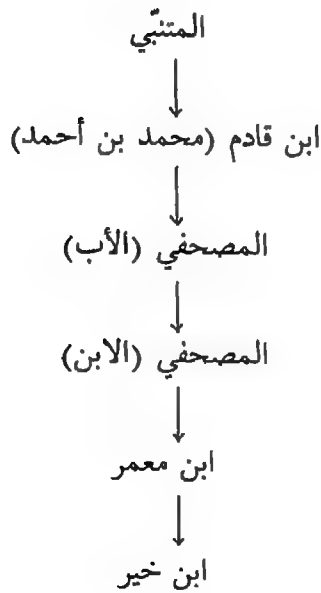 المتنبّي
ابن قادم (محمد بن أحمد)
المصحفي (الأب)
المصحفي (الابن)
ابن معمر
ابن خير